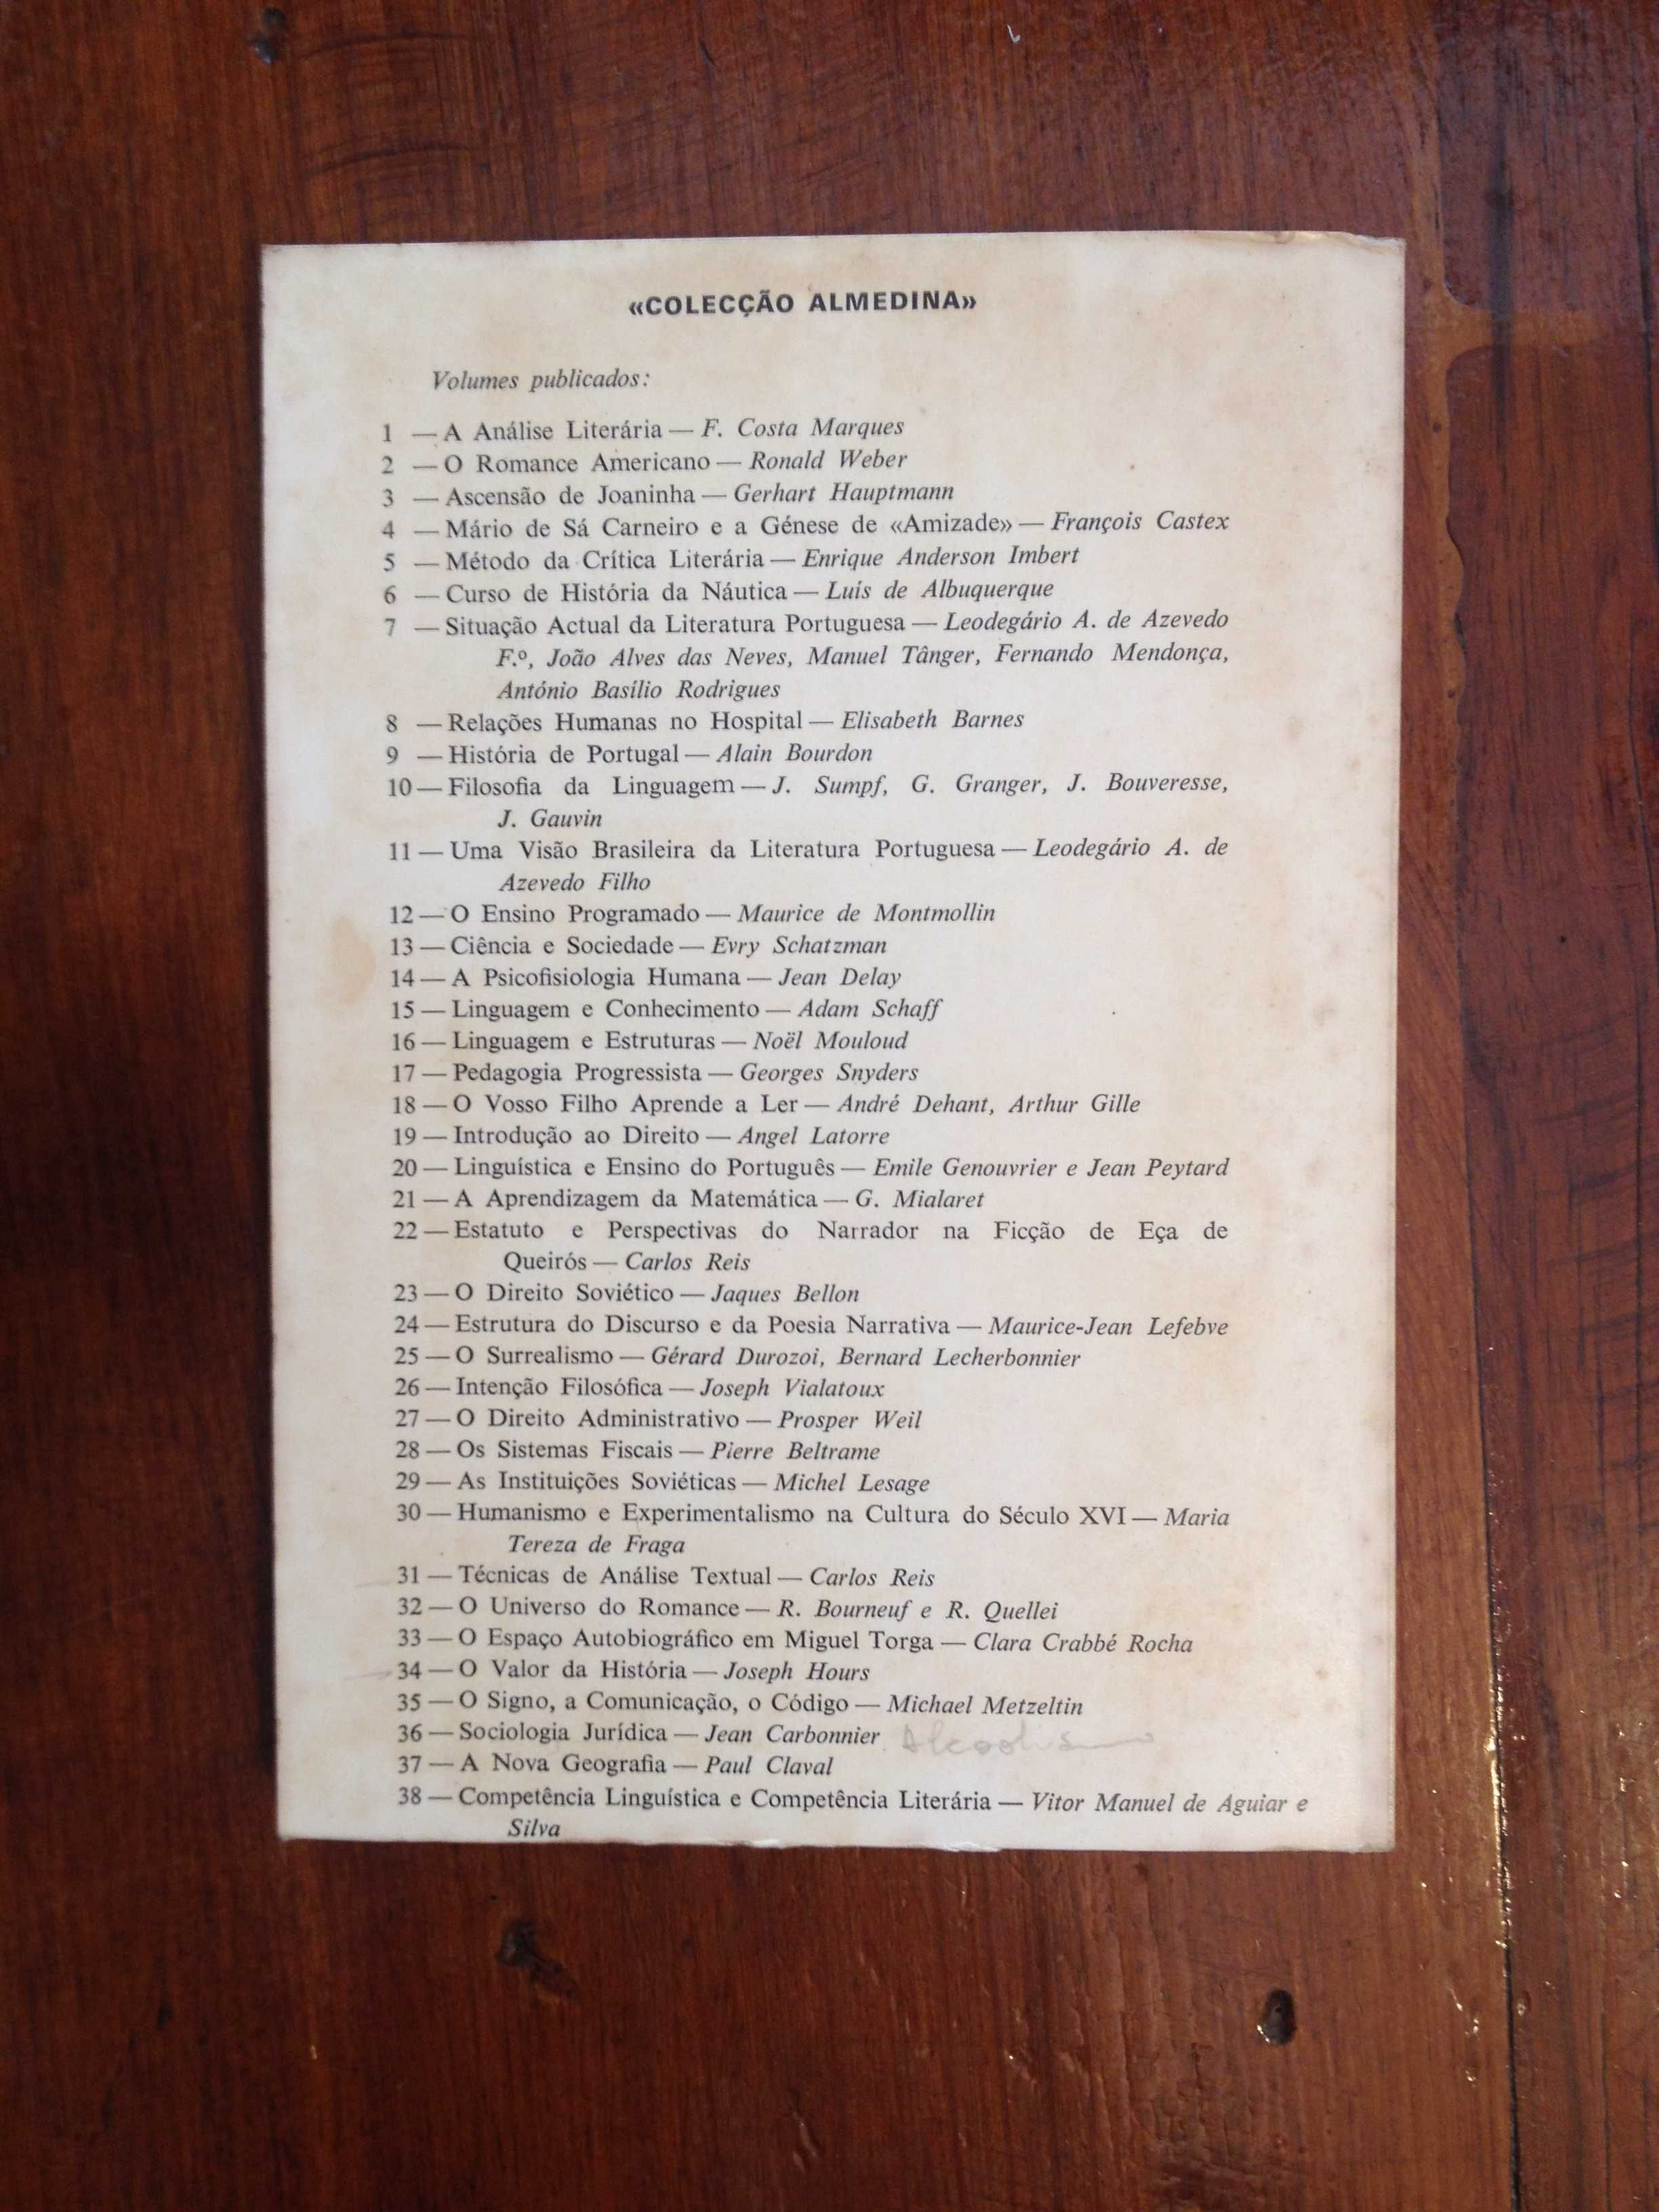 «COLECÇÃO ALMEDINA»
Volumes publicados:
1 — A Análise Literária — F. Costa Marques
2 — O Romance Americano — Ronald Weber
3 — Ascensão de Joaninha — Gerhart Hauptmann
4 — Mário de Sá Carneiro e a Génese de «Amizade» — François Castex
5 — Método da Crítica Literária — Enrique Anderson Imbert
6 — Curso de História da Náutica — Luís de Albuquerque
7 — Situação Actual da Literatura Portuguesa — Leodegário A. de Azevedo
F.º, João Alves das Neves, Manuel Tânger, Fernando Mendonça,
António Basílio Rodrigues
8 — Relações Humanas no Hospital — Elisabeth Barnes
9 — História de Portugal — Alain Bourdon
10 — Filosofia da Linguagem — J. Sumpf, G. Granger, J. Bouveresse,
J. Gauvin
11 — Uma Visão Brasileira da Literatura Portuguesa — Leodegário A. de
Azevedo Filho
12 — O Ensino Programado — Maurice de Montmollin
13 — Ciência e Sociedade — Evry Schatzman
14 — A Psicofisiologia Humana — Jean Delay
15 — Linguagem e Conhecimento — Adam Schaff
16 — Linguagem e Estruturas — Noël Mouloud
17 — Pedagogia Progressista — Georges Snyders
18 — O Vosso Filho Aprende a Ler — André Dehant, Arthur Gille
19 — Introdução ao Direito — Angel Latorre
20 — Linguística e Ensino do Português — Emile Genouvrier e Jean Peytard
21 — A Aprendizagem da Matemática — G. Mialaret
22 — Estatuto e Perspectivas do Narrador na Ficção de Eça de
Queirós — Carlos Reis
23 — O Direito Soviético — Jaques Bellon
24 — Estrutura do Discurso e da Poesia Narrativa — Maurice-Jean Lefebve
25 — O Surrealismo — Gérard Durozoi, Bernard Lecherbonnier
26 — Intenção Filosófica — Joseph Vialatoux
27 — O Direito Administrativo — Prosper Weil
28 — Os Sistemas Fiscais — Pierre Beltrame
29 — As Instituições Soviéticas — Michel Lesage
30 — Humanismo e Experimentalismo na Cultura do Século XVI — Maria
Tereza de Fraga
31 — Técnicas de Análise Textual — Carlos Reis
32 — O Universo do Romance — R. Bourneuf e R. Quellei
33 — O Espaço Autobiográfico em Miguel Torga — Clara Crabbé Rocha
34 — O Valor da História — Joseph Hours
35 — O Signo, a Comunicação, o Código — Michael Metzeltin
36 — Sociologia Jurídica — Jean Carbonnier
37 — A Nova Geografia — Paul Claval
38 — Competência Linguística e Competência Literária — Vitor Manuel de Aguiar e
Silva